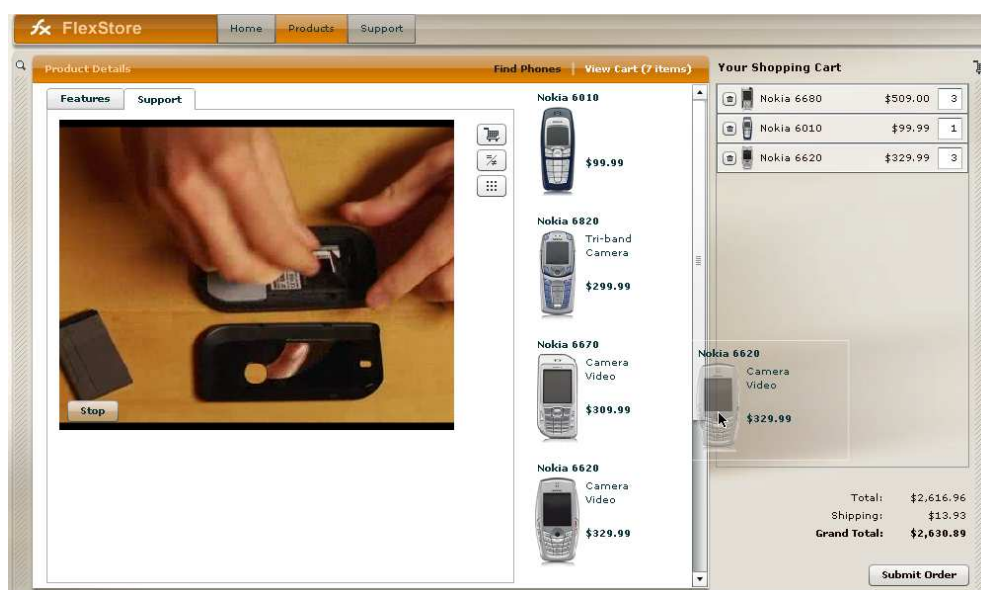 fx FlexStore
Home
Products
Support
Product Details
Find Phones | View Cart (7 items)
Features
Support
Stop
Nokia 6010
$99.99
Nokia 6820
Tri-band
Camera
$299.99
Nokia 6670
Camera
Video
$309.99
Nokia 6620
Camera
Video
$329.99
Nokia 6620
Camera
Video
$329.99
Your Shopping Cart
Nokia 6680 $509.00 3
Nokia 6010 $99.99 1
Nokia 6620 $329.99 3
Total: $2,616.96
Shipping: $13.93
Grand Total: $2,630.89
Submit Order